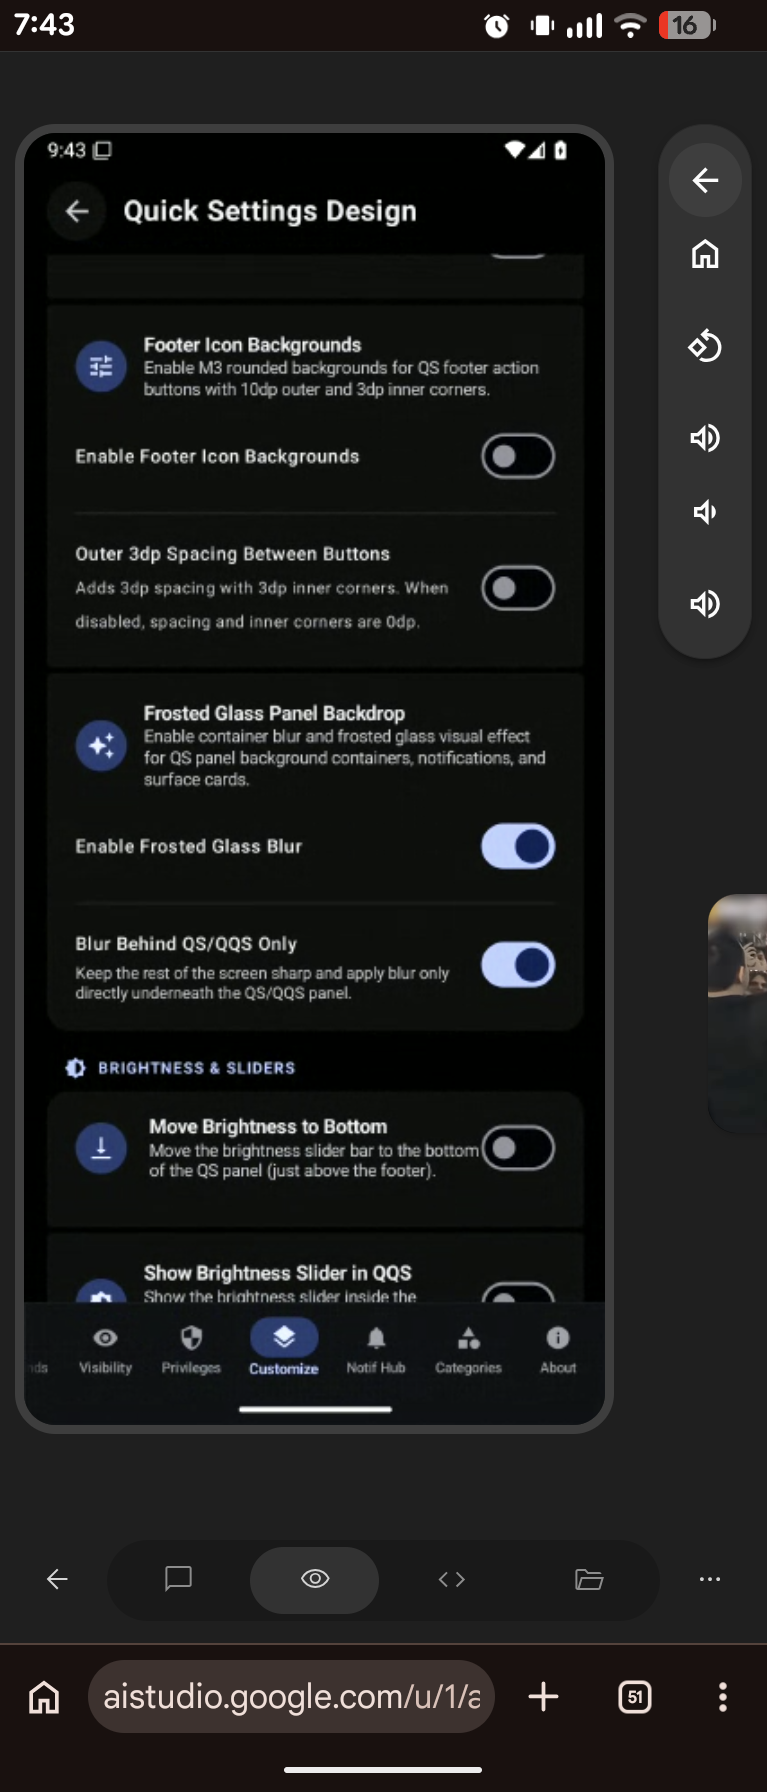 7:43
16
9:43
Quick Settings Design
Footer Icon Backgrounds
Enable M3 rounded backgrounds for QS footer action
buttons with 10dp outer and 3dp inner corners.
Enable Footer Icon Backgrounds
Outer 3dp Spacing Between Buttons
Adds 3dp spacing with 3dp inner corners. When
disabled, spacing and inner corners are 0dp.
Frosted Glass Panel Backdrop
Enable container blur and frosted glass visual effect
for QS panel background containers, notifications, and
surface cards.
Enable Frosted Glass Blur
Blur Behind QS/QQS Only
Keep the rest of the screen sharp and apply blur only
directly underneath the QS/QQS panel.
BRIGHTNESS & SLIDERS
Move Brightness to Bottom
Move the brightness slider bar to the bottom
of the QS panel (just above the footer).
Show Brightness Slider in QQS
Show the brightness slider inside the
Visibility Privileges Customize Notif Hub Categories About
aistudio.google.com/u/1/a
51